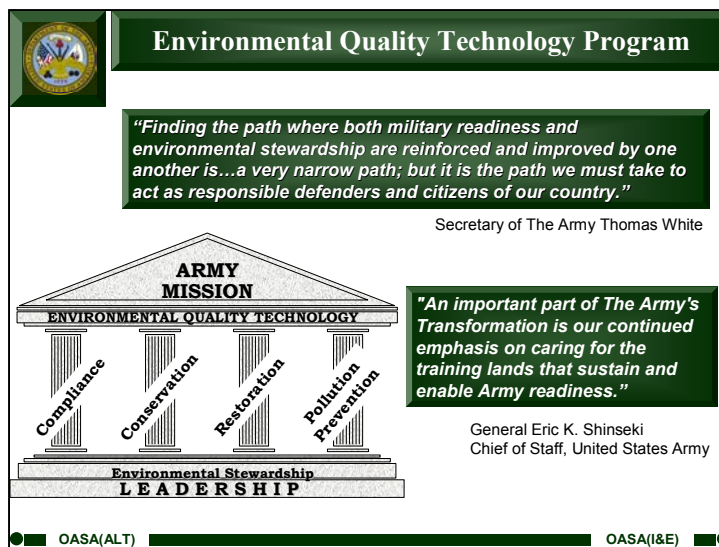 Environmental Quality Technology Program
“Finding the path where both military readiness and
environmental stewardship are reinforced and improved by one
another is…a very narrow path; but it is the path we must take to
act as responsible defenders and citizens of our country.”
Secretary of The Army Thomas White
ARMY
MISSION
ENVIRONMENTAL QUALITY TECHNOLOGY
Compliance
Conservation
Restoration
Pollution
Prevention
Environmental Stewardship
LEADERSHIP
"An important part of The Army's
Transformation is our continued
emphasis on caring for the
training lands that sustain and
enable Army readiness.”
General Eric K. Shinseki
Chief of Staff, United States Army
OASA(ALT)
OASA(I&E)